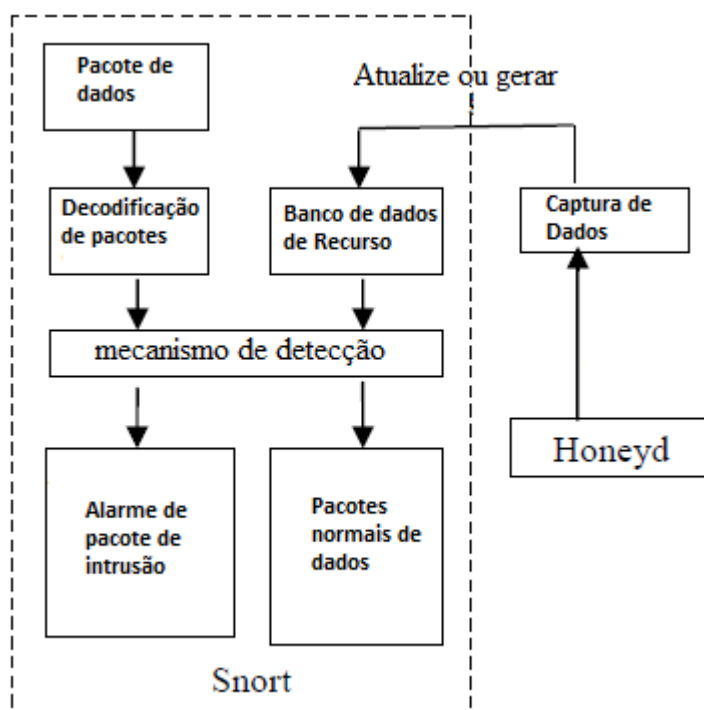 Pacote de
dados
Atualize ou gerar
Decodificação
de pacotes
Banco de dados
de Recurso
Captura de
Dados
mecanismo de detecção
Honeyd
Alarme de
pacote de
intrusão
Pacotes
normais de
dados
Snort